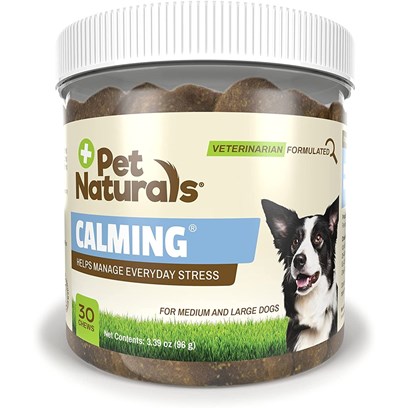 VETERINARIAN FORMULATED
Pet
Naturals®
CALMING®
HELPS MANAGE EVERYDAY STRESS
FOR MEDIUM AND LARGE DOGS
30
CHEWS
Net Contents: 3.39 oz (96 g)